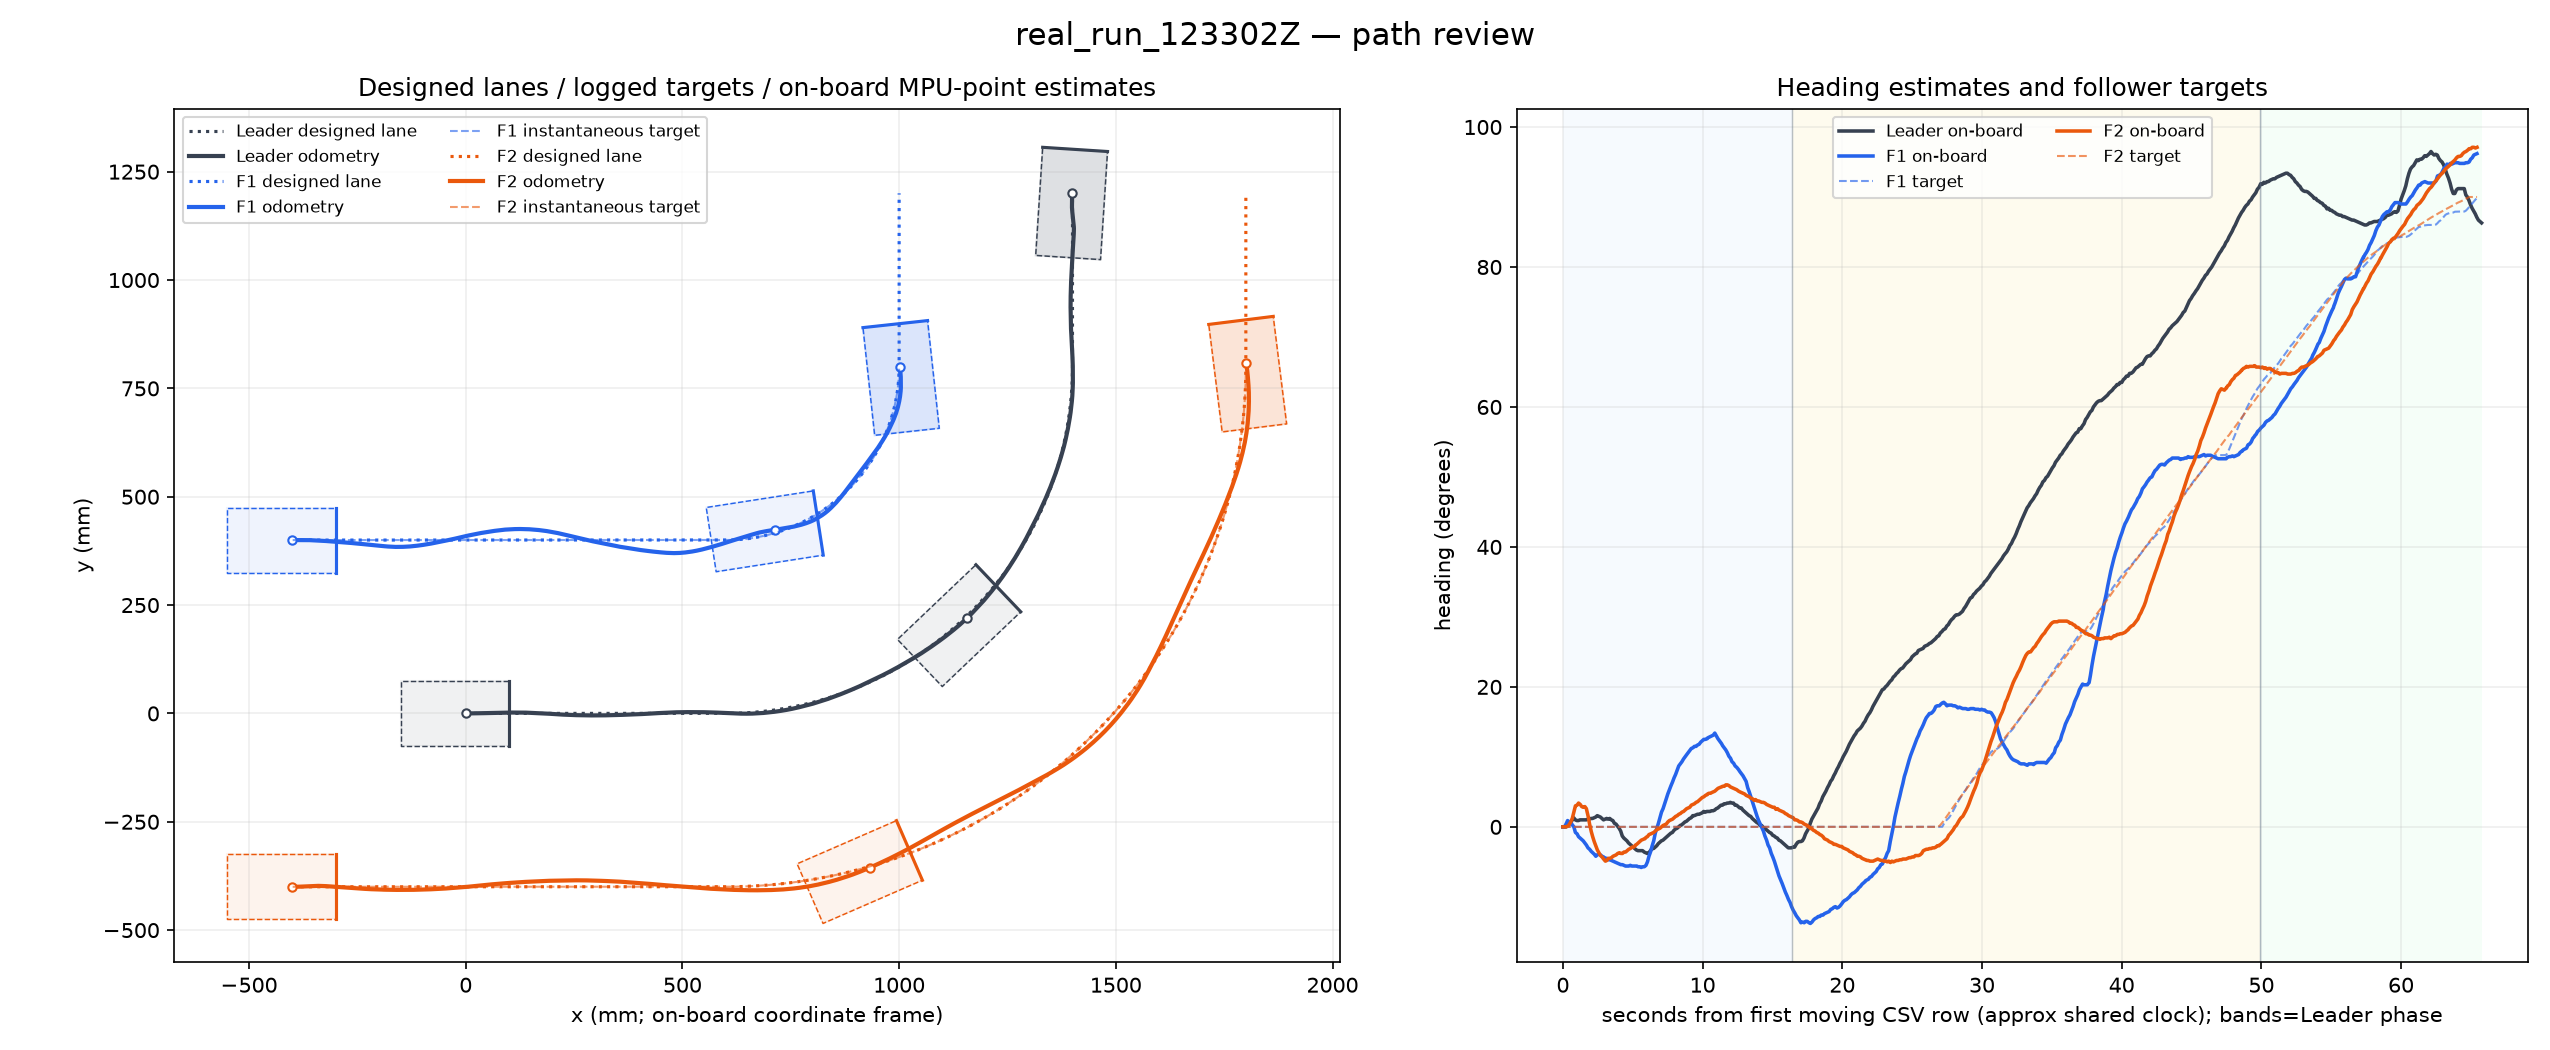 real_run_123302Z — path review
Designed lanes / logged targets / on-board MPU-point estimates
Leader designed lane
Leader odometry
F1 designed lane
F1 odometry
F1 instantaneous target
F2 designed lane
F2 odometry
F2 instantaneous target
1250
1000
750
500
250
0
−250
−500
y (mm)
−500
0
500
1000
1500
2000
x (mm; on-board coordinate frame)
Heading estimates and follower targets
Leader on-board
F1 on-board
F1 target
F2 on-board
F2 target
100
80
60
40
20
0
heading (degrees)
0
10
20
30
40
50
60
seconds from first moving CSV row (approx shared clock); bands=Leader phase